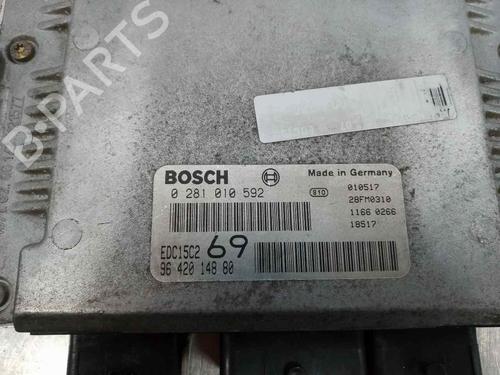 B-PARTS
BOSCH
Made in Germany
0 281 010 592
810
010517
28FM0310
1166 0266
18517
EDC15C2
69
96 420 148 80